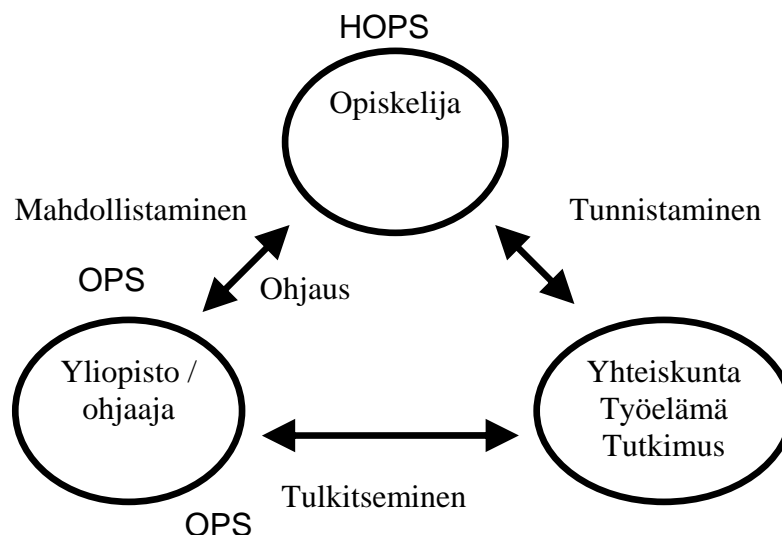 HOPS
Opiskelija
Mahdollistaminen
Tunnistaminen
OPS
Ohjaus
Yliopisto /
ohjaaja
Yhteiskunta
Työelämä
Tutkimus
Tulkitseminen
OPS